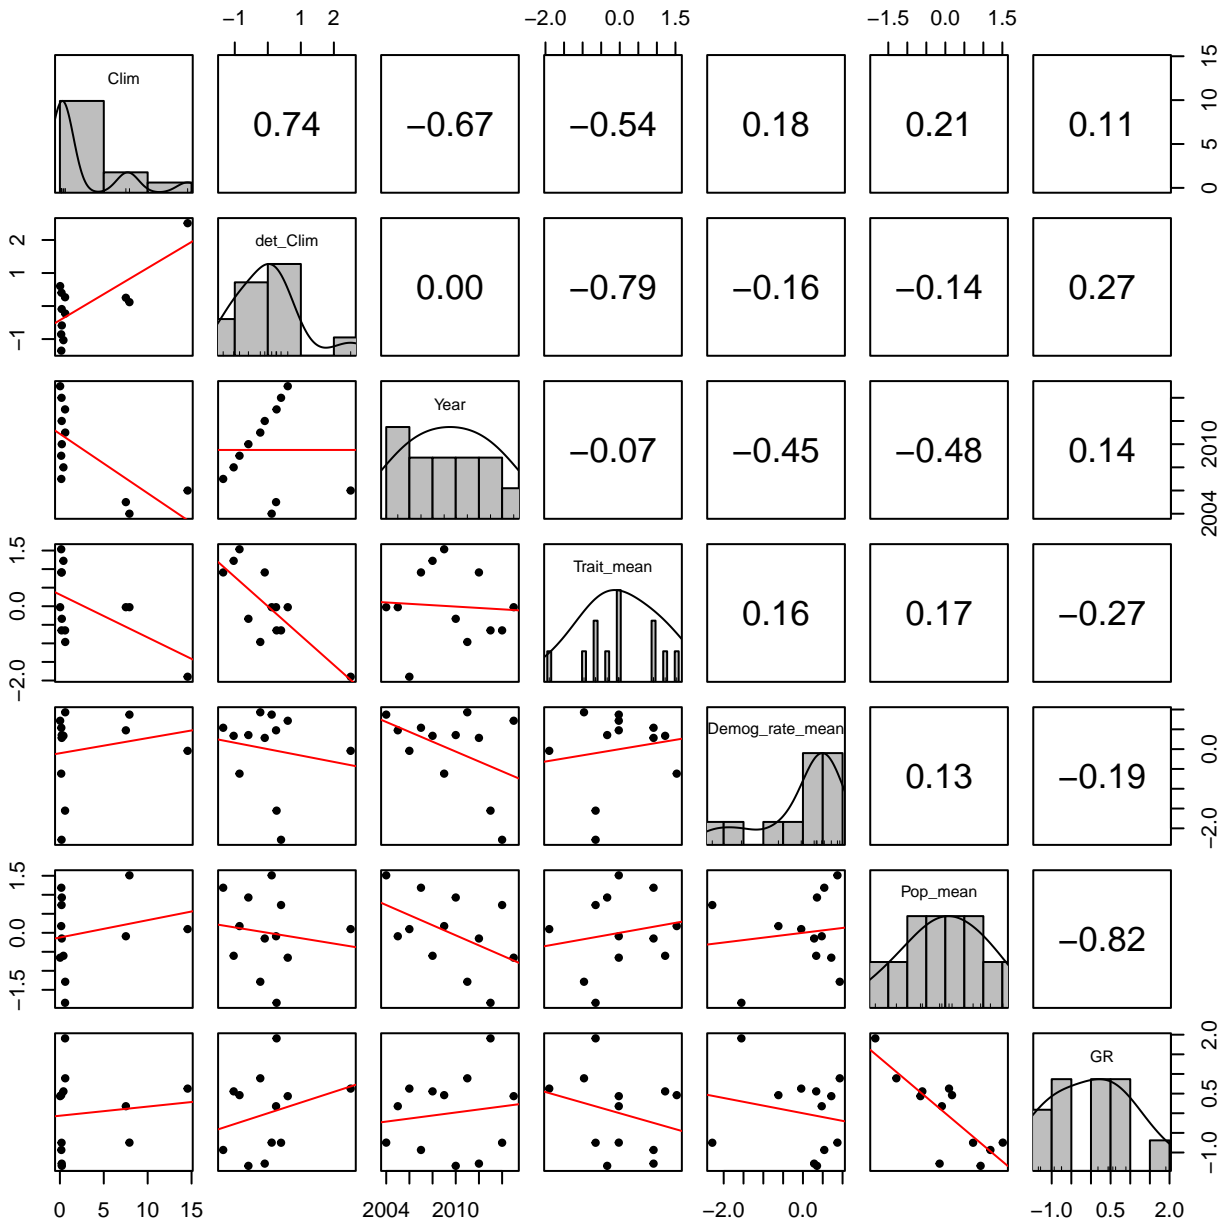 −1 1 2 −2.0 0.0 1.5 −1.5 0.0 1.5
Clim 0.74 −0.67 −0.54 0.18 0.21 0.11 0 5 10 15
−1 1 2 det_Clim 0.00 −0.79 −0.16 −0.14 0.27
Year −0.07 −0.45 −0.48 0.14 2004 2010
−2.0 0.0 1.5 Trait_mean 0.16 0.17 −0.27
Demog_rate_mean 0.13 −0.19 −2.0 0.0
−1.5 0.0 1.5 Pop_mean −0.82
GR −1.0 0.5 2.0
0 5 10 15 2004 2010 −2.0 0.0 −1.0 0.5 2.0